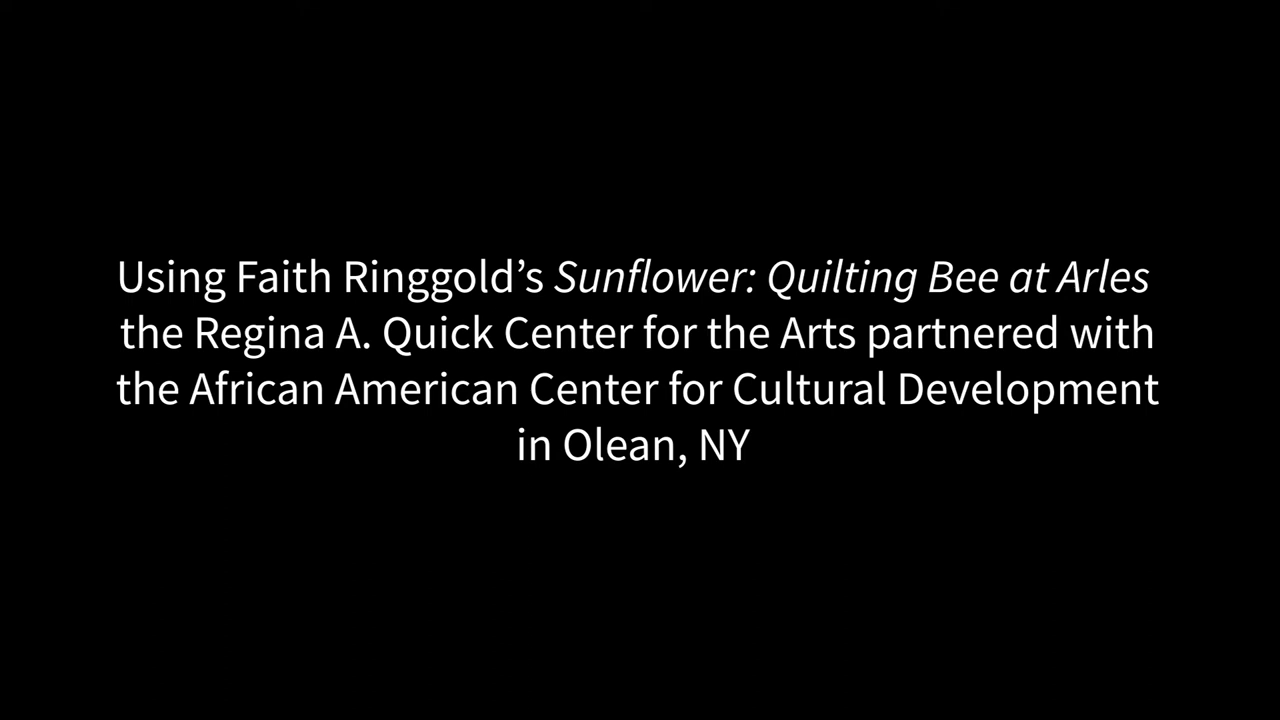 Using Faith Ringgold’s Sunflower: Quilting Bee at Arles
the Regina A. Quick Center for the Arts partnered with
the African American Center for Cultural Development
in Olean, NY